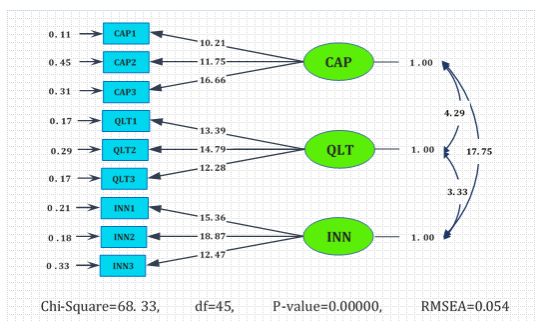 0.11 CAP1
10.21
0.45 CAP2 11.75 CAP 1.00
0.31 CAP3 16.66
4.29
0.17 QLT1
13.39
0.29 QLT2 14.79 QLT 1.00 17.75
0.17 QLT3 12.28
3.33
0.21 INN1
15.36
0.18 INN2 18.87 INN 1.00
0.33 INN3 12.47
Chi-Square=68. 33, df=45, P-value=0.00000, RMSEA=0.054